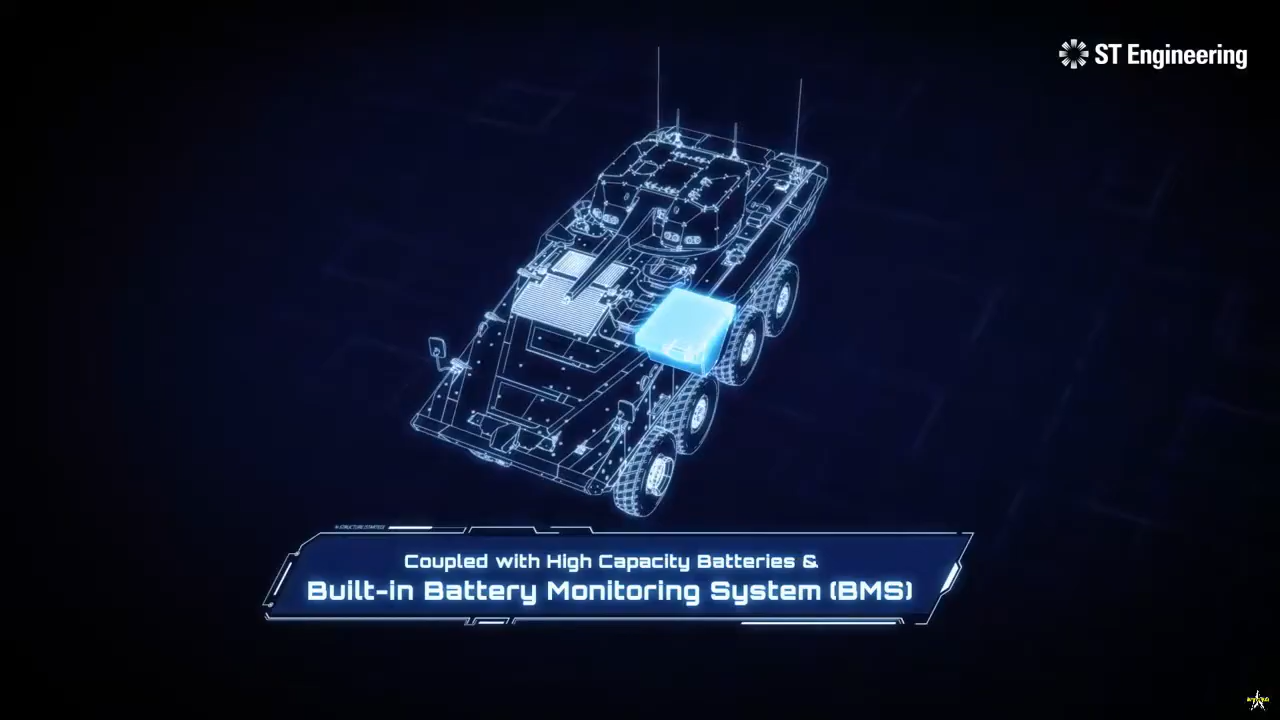 ST Engineering
Coupled with High Capacity Batteries &
Built-in Battery Monitoring System (BMS)